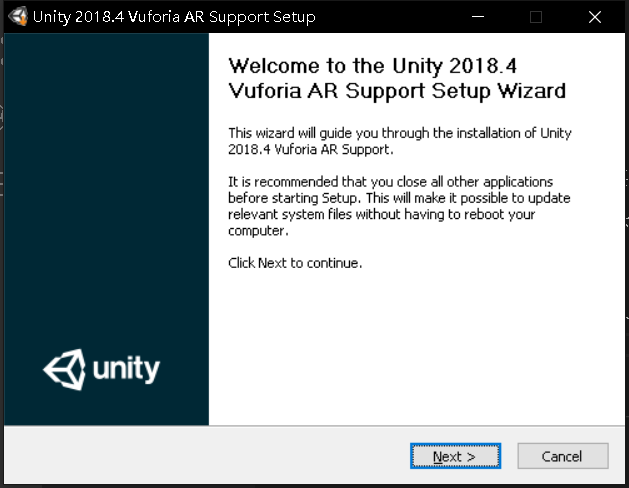 Unity 2018.4 Vuforia AR Support Setup
Welcome to the Unity 2018.4
Vuforia AR Support Setup Wizard
This wizard will guide you through the installation of Unity
2018.4 Vuforia AR Support.
It is recommended that you close all other applications
before starting Setup. This will make it possible to update
relevant system files without having to reboot your
computer.
Click Next to continue.
unity
Next >
Cancel